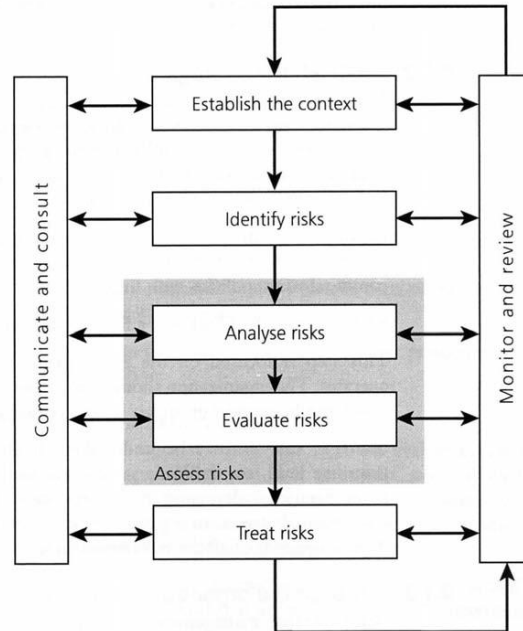 Establish the context
Communicate and consult
Identify risks
Monitor and review
Analyse risks
Evaluate risks
Assess risks
Treat risks